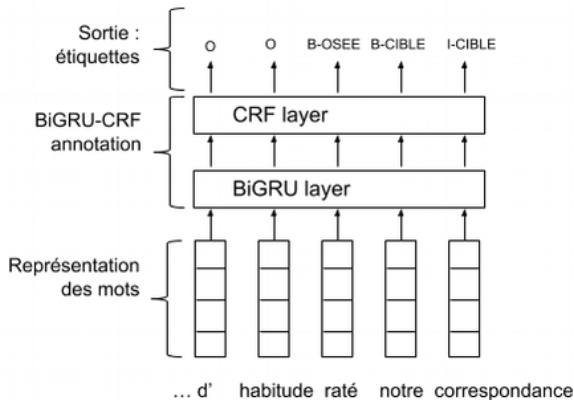 Sortie :
étiquettes
O O B-OSEE B-CIBLE I-CIBLE
BiGRU-CRF
annotation
CRF layer
BiGRU layer
Représentation
des mots
... d' habitude raté notre correspondance